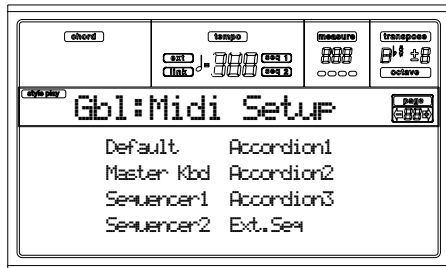 chord tempo measure transpose
ext seq 1
link seq 2
octave
style play page
Gbl:Midi Setup
Default Accordion1
Master Kbd Accordion2
Sequencer1 Accordion3
Sequencer2 Ext.Seq